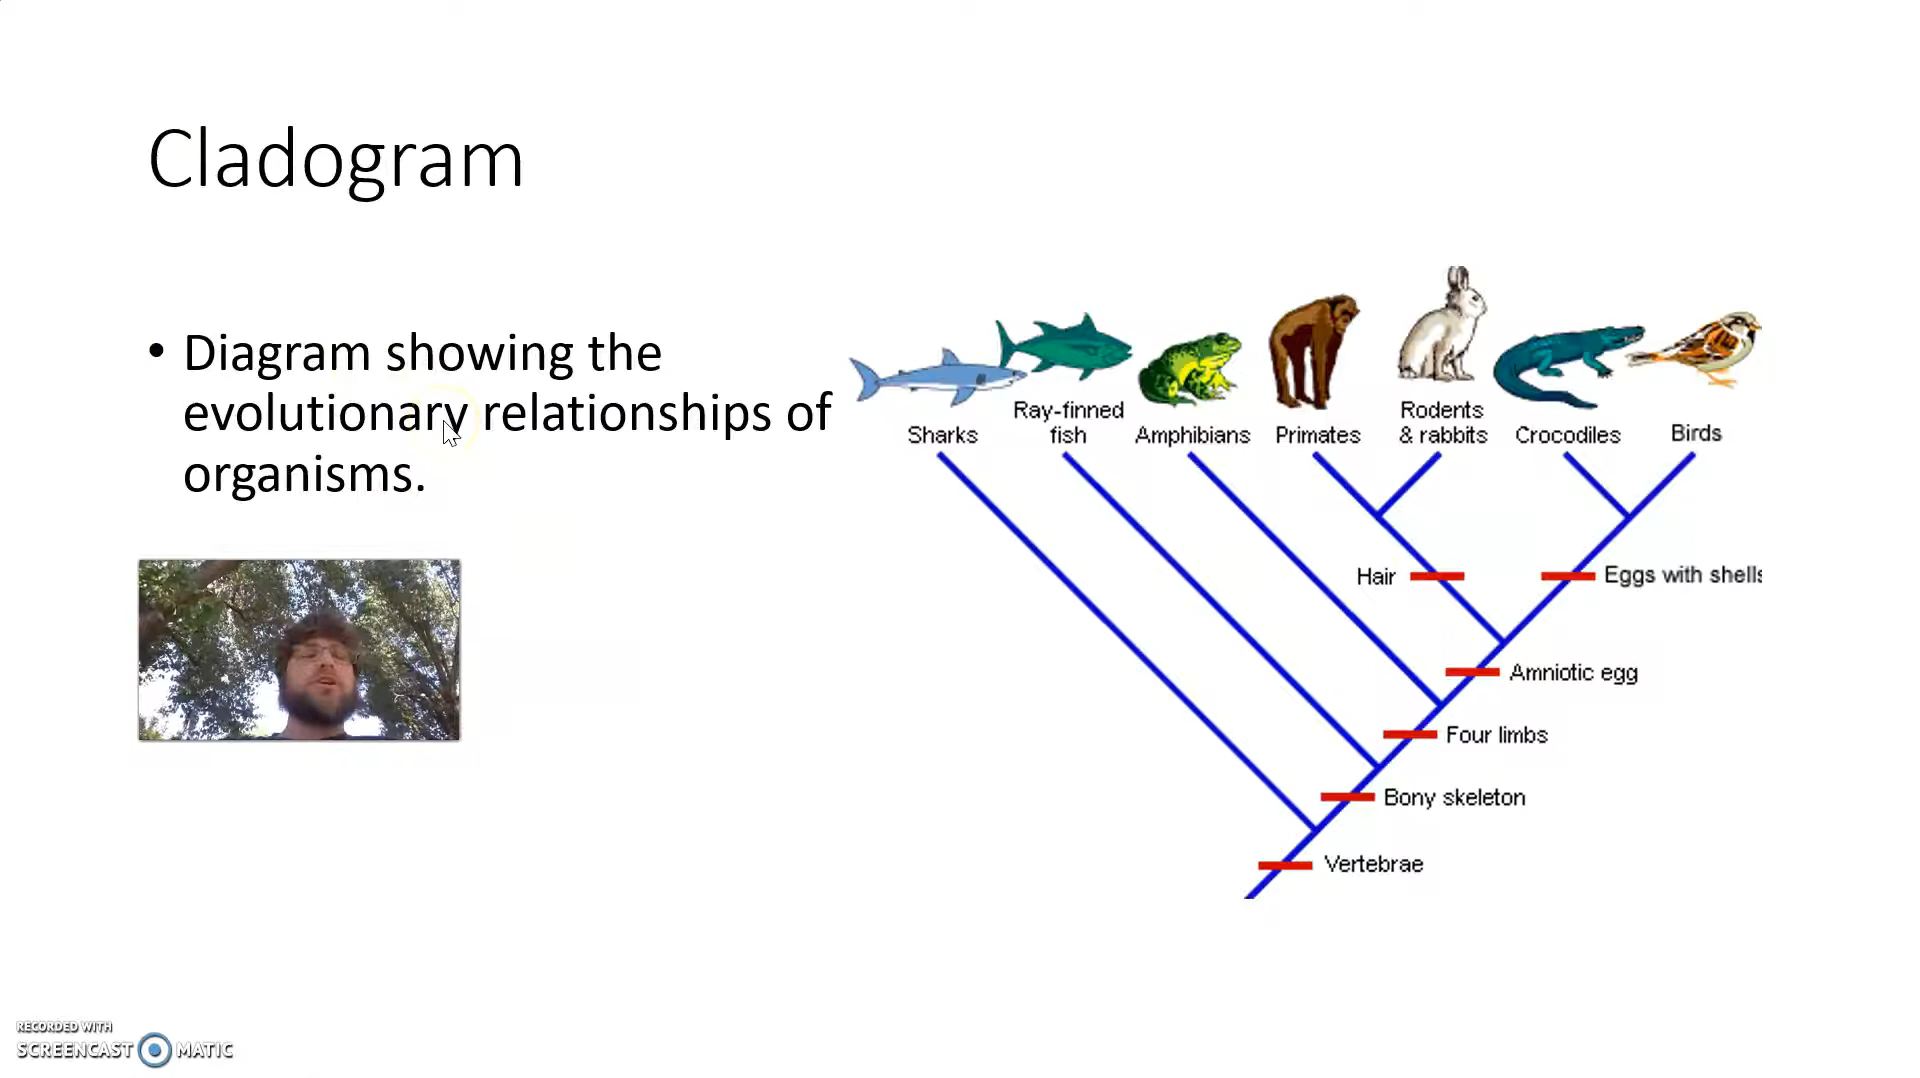 Cladogram
• Diagram showing the
evolutionary relationships of
organisms.
Sharks
Ray-finned
fish
Amphibians
Primates
Rodents
& rabbits
Crocodiles
Birds
Hair
Eggs with shells
Amniotic egg
Four limbs
Bony skeleton
Vertebrae
RECORDED WITH
SCREENCAST MATIC